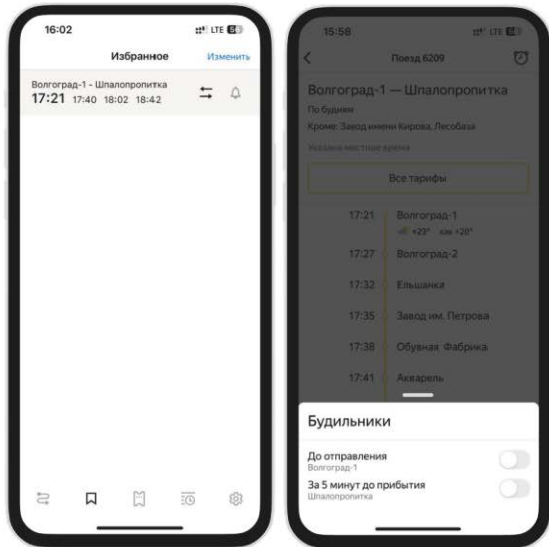 16:02
LTE
Избранное
Изменить
Волгоград-1 - Шпалопропитка
17:21 17:40 18:02 18:42
15:58
LTE
Поезд 6209
Волгоград-1 — Шпалопропитка
По будням
Кроме: Завод имени Кирова, Лесобаза
Указано местное время
Все тарифы
17:21 Волгоград-1
+23° как +20°
17:27 Волгоград-2
17:32 Ельшанка
17:35 Завод им. Петрова
17:38 Обувная Фабрика
17:41 Акварель
Будильники
До отправления
Волгоград-1
За 5 минут до прибытия
Шпалопропитка